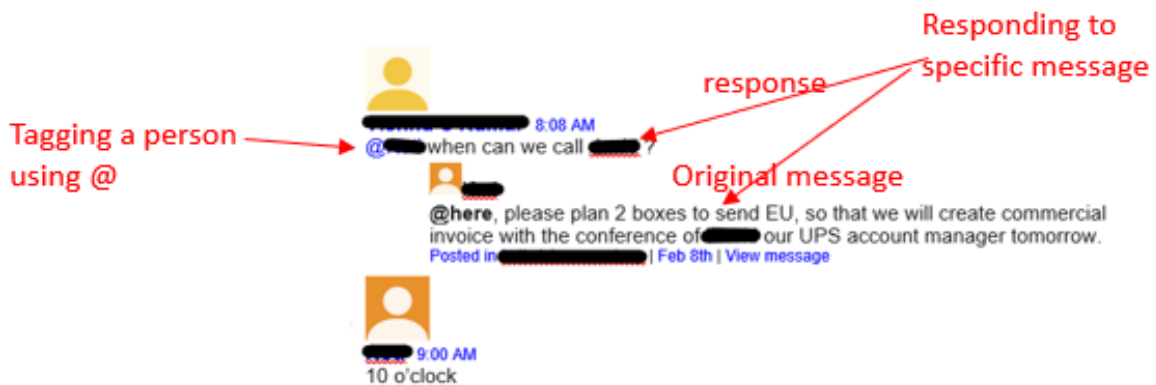 Responding to
specific message
response
8:08 AM
Tagging a person
using @
@ when can we call ?
Original message
@here, please plan 2 boxes to send EU, so that we will create commercial
invoice with the conference of our UPS account manager tomorrow.
Posted in | Feb 8th | View message
9:00 AM
10 o'clock